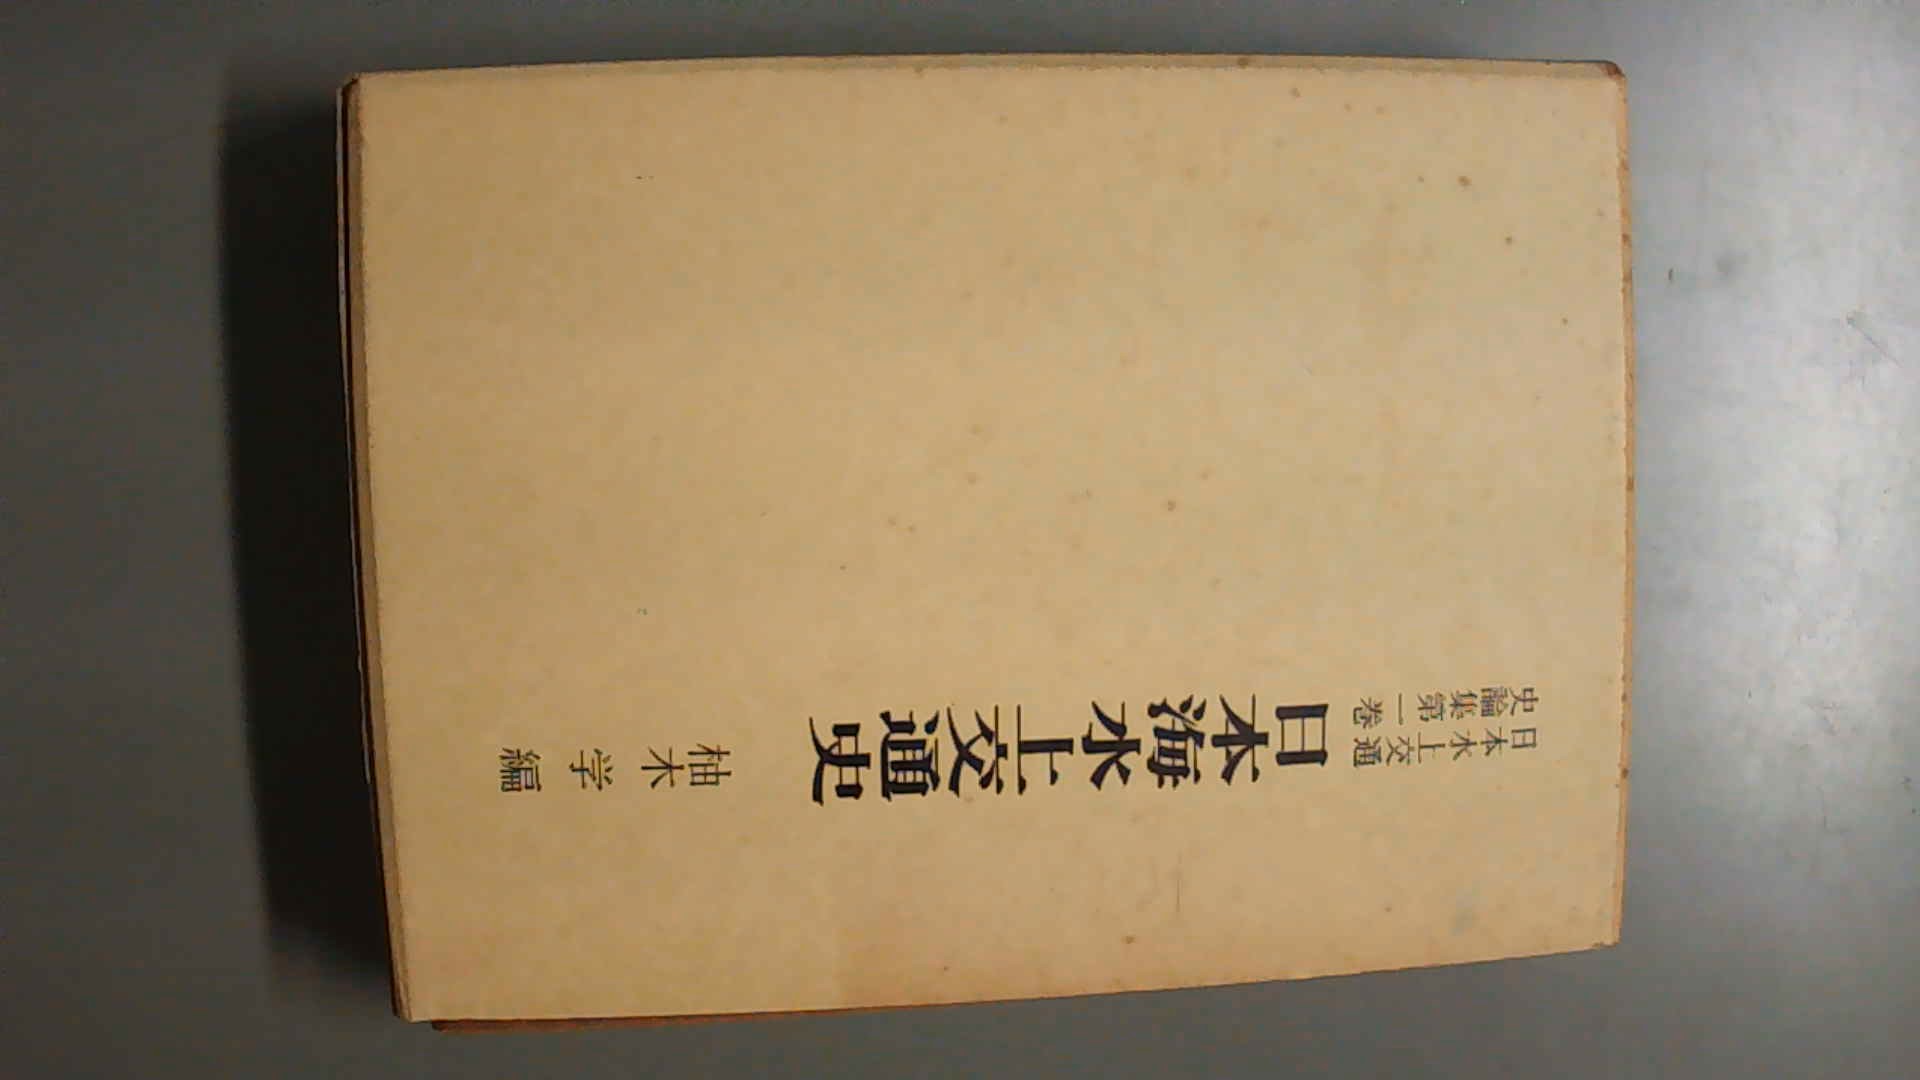 日本水上交通
史論集第一巻
日本海水上交通史
柚木学編